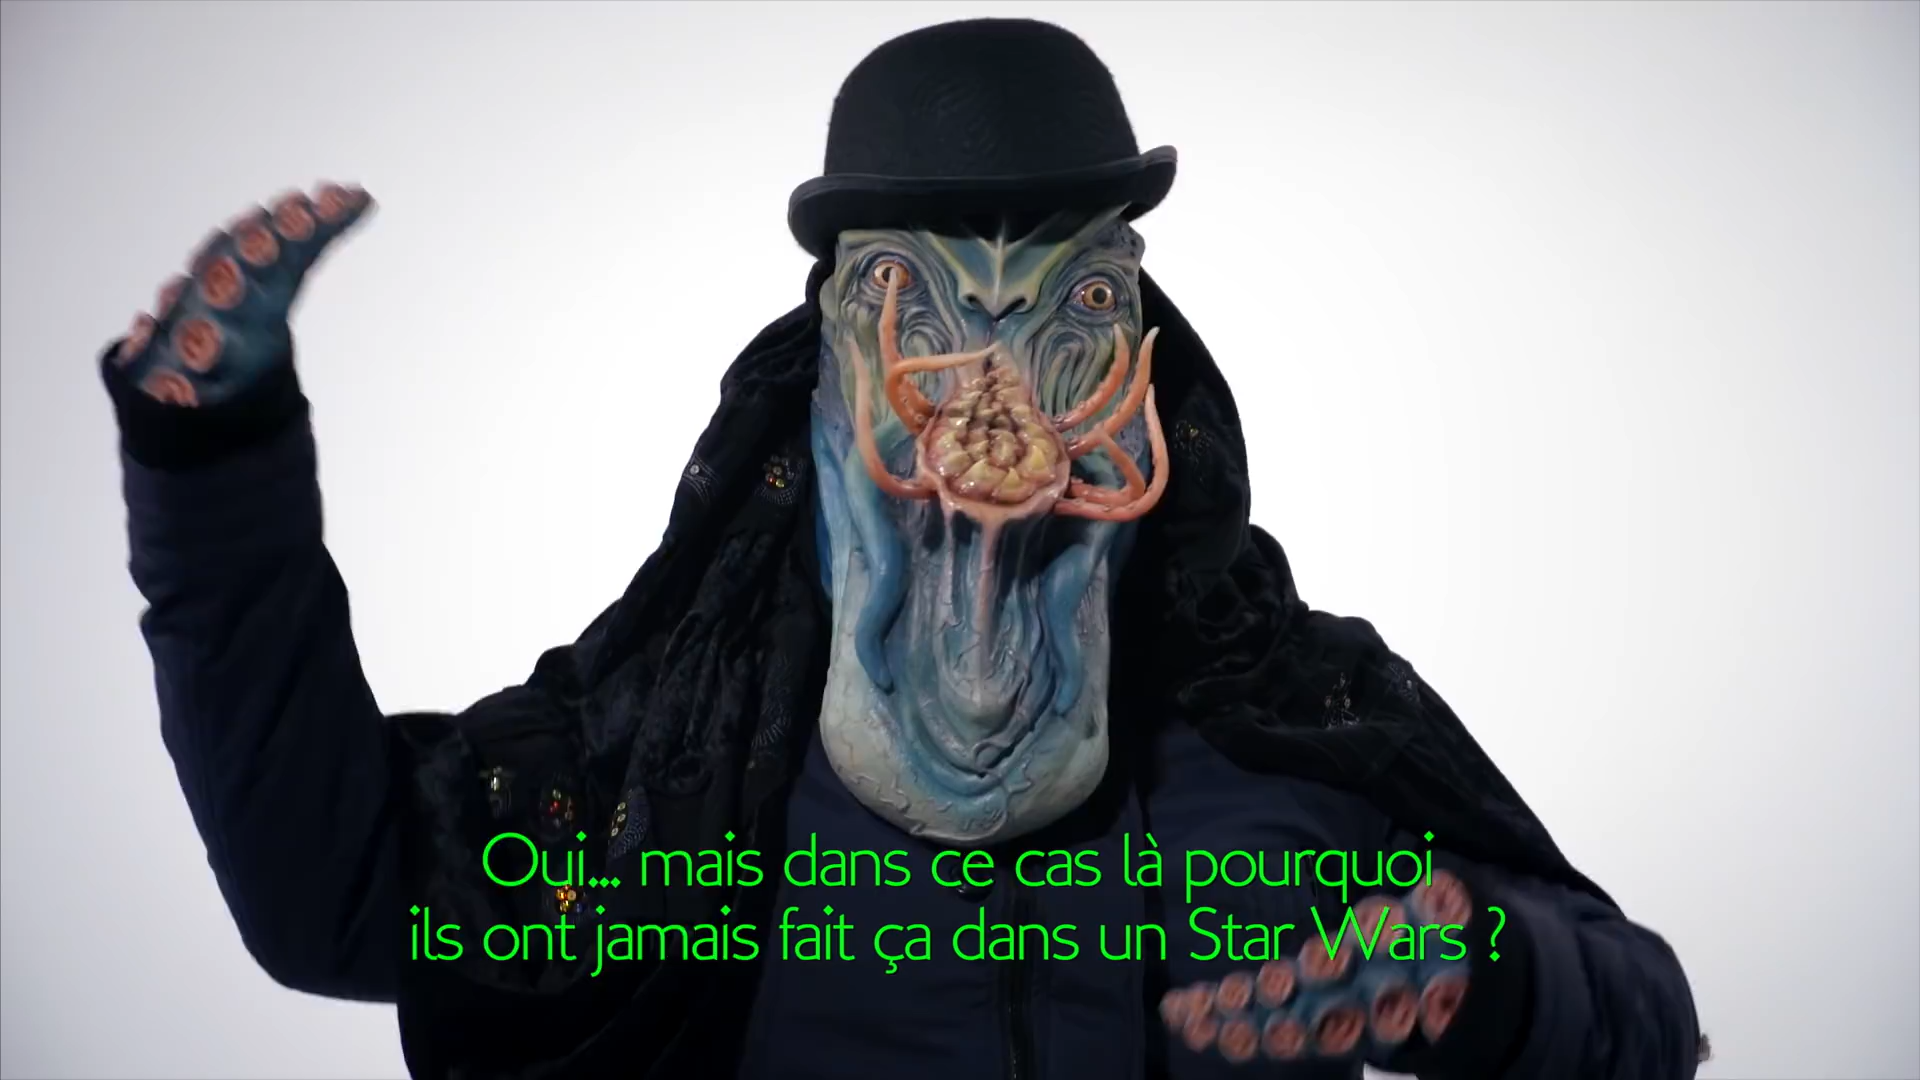 Oui... mais dans ce cas là pourquoi
ils ont jamais fait ça dans un Star Wars ?